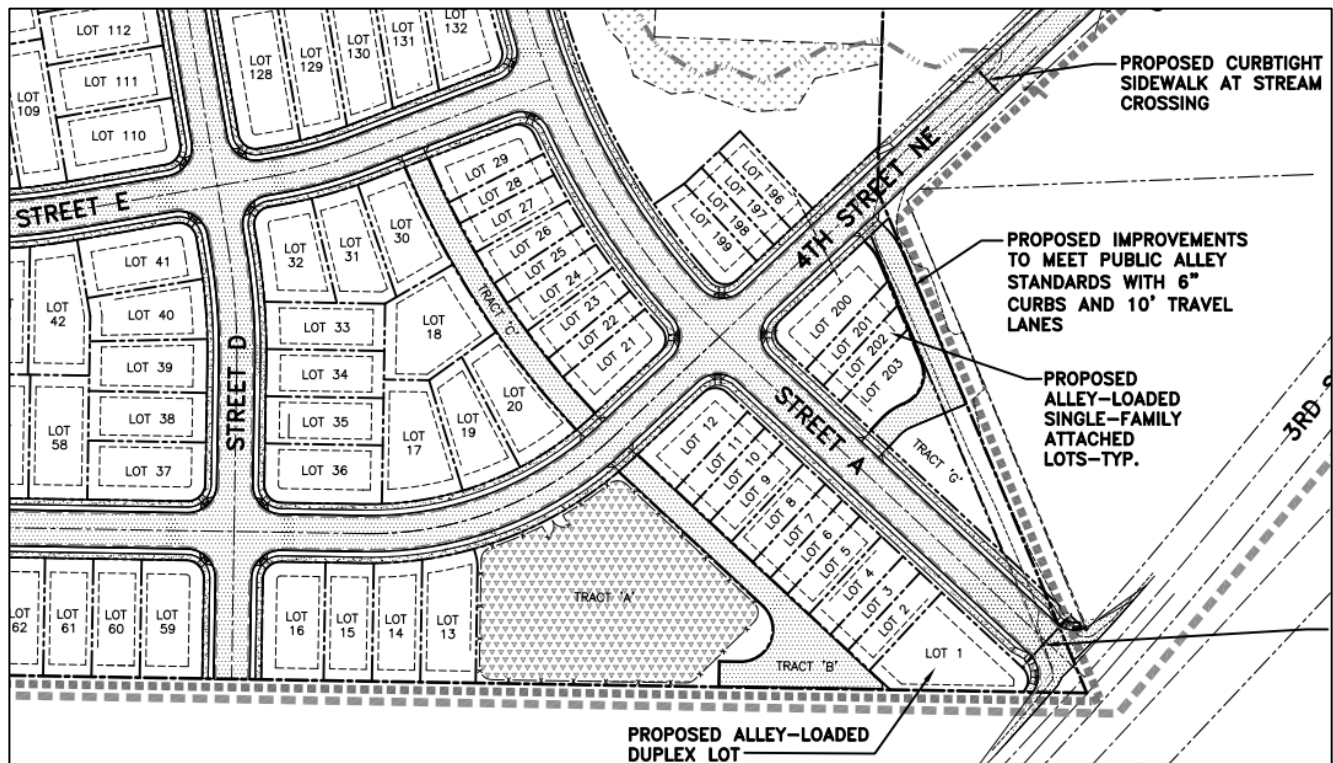 LOT 112
LOT 111
LOT 110
LOT
109
LOT
128
LOT
129
LOT
130
LOT
131
LOT
132
PROPOSED CURBTIGHT
SIDEWALK AT STREAM
CROSSING
STREET E
4TH STREET NE
LOT 196
LOT 197
LOT 198
LOT 199
LOT 29
LOT 28
LOT 27
LOT 26
LOT 25
LOT 24
LOT 23
LOT 22
LOT 21
LOT
32
LOT
31
LOT
30
TRACT 'C'
LOT 41
LOT 40
LOT 39
LOT 38
LOT 37
LOT
42
LOT
58
STREET D
LOT 33
LOT 34
LOT 35
LOT 36
LOT
18
LOT
17
LOT
19
LOT
20
PROPOSED IMPROVEMENTS
TO MEET PUBLIC ALLEY
STANDARDS WITH 6"
CURBS AND 10' TRAVEL
LANES
LOT 200
LOT 201
LOT 202
LOT 203
PROPOSED
ALLEY-LOADED
SINGLE-FAMILY
ATTACHED
LOTS-TYP.
3RD
STREET A
TRACT 'G'
LOT 12
LOT 11
LOT 10
LOT 9
LOT 8
LOT 7
LOT 6
LOT 5
LOT 4
LOT 3
LOT 2
LOT 1
LOT
62
LOT
61
LOT
60
LOT
59
LOT
16
LOT
15
LOT
14
LOT
13
TRACT 'A'
TRACT 'B'
PROPOSED ALLEY-LOADED
DUPLEX LOT